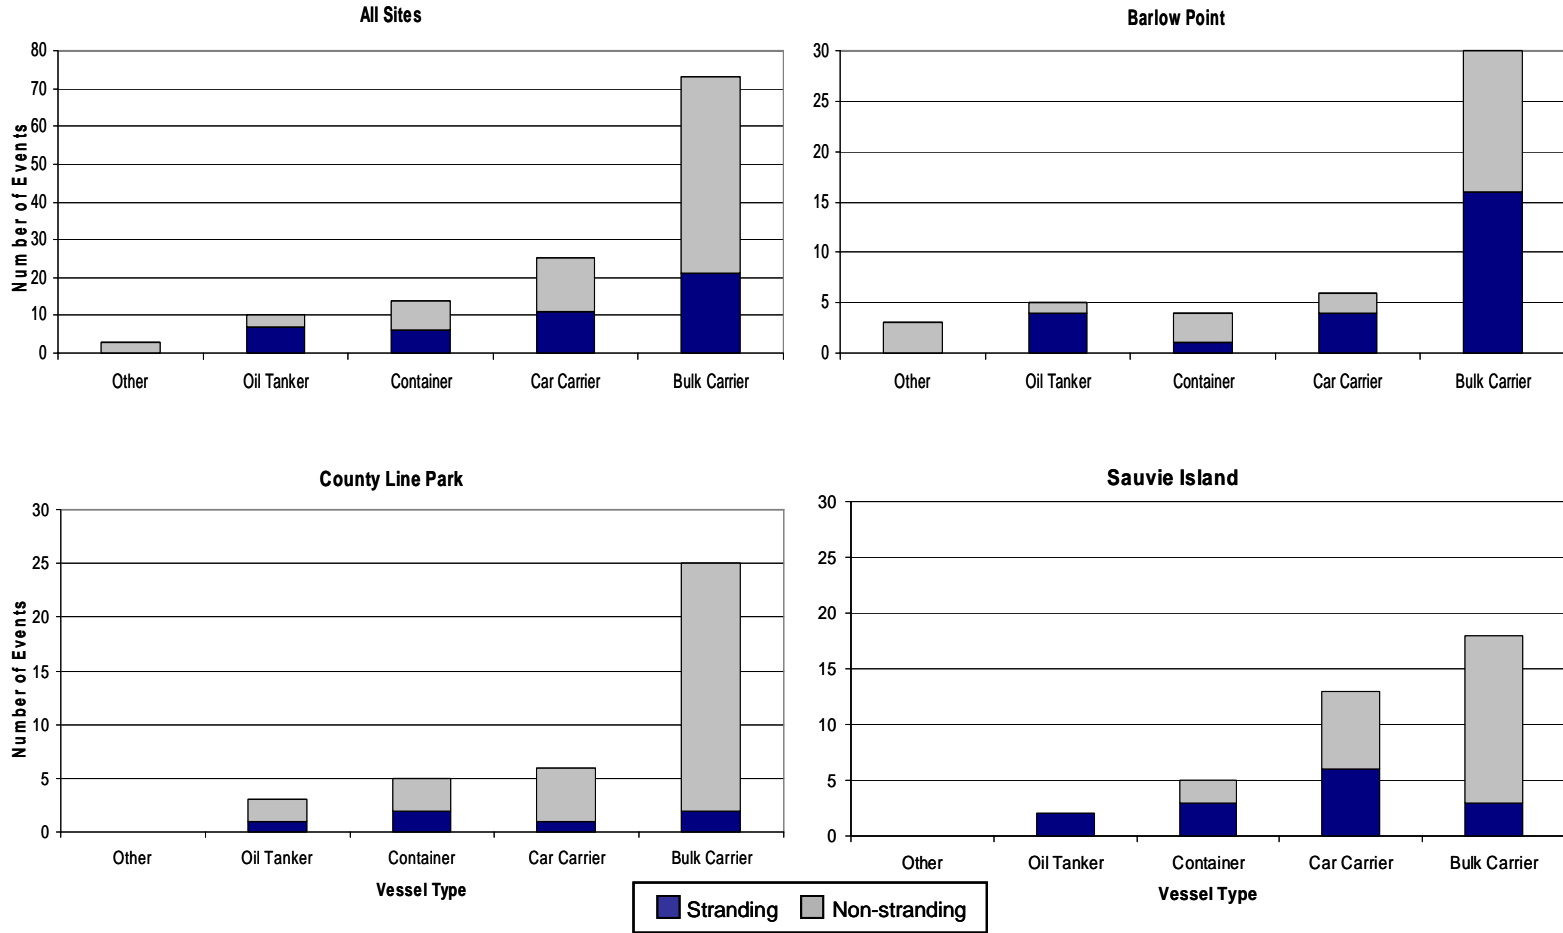 All Sites
Number of Events
80
70
60
50
40
30
20
10
0
Other Oil Tanker Container Car Carrier Bulk Carrier
Barlow Point
30
25
20
15
10
5
0
Other Oil Tanker Container Car Carrier Bulk Carrier
County Line Park
Number of Events
30
25
20
15
10
5
0
Other Oil Tanker Container Car Carrier Bulk Carrier
Vessel Type
Sauvie Island
30
25
20
15
10
5
0
Other Oil Tanker Container Car Carrier Bulk Carrier
Vessel Type
Stranding Non-stranding